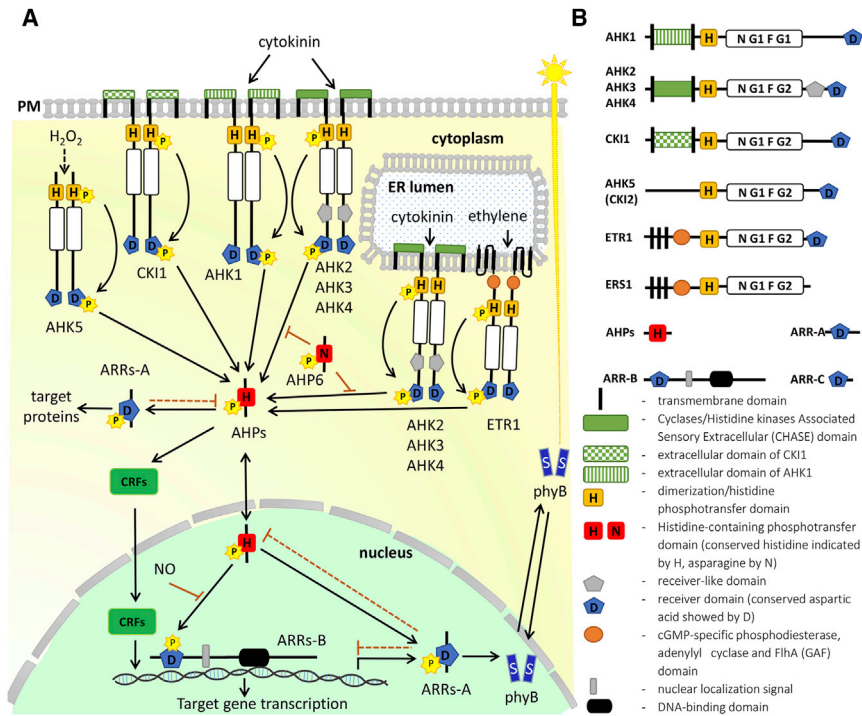 A
cytokinin
PM
H₂O₂
H H P
H H P
H H P
P H H
cytoplasm
ER lumen
cytokinin
ethylene
D D P
CKI1
D D P
AHK1
P D D
AHK2
AHK3
AHK4
D D P
AHK5
P H H
H H P
P N
AHP6
ARRs-A
target
proteins
P D
P H
AHPs
P D D
AHK2
AHK3
AHK4
P D D
ETR1
CRFs
S S
phyB
P H
nucleus
NO
CRFs
P
D
ARRs-B
P D
ARRs-A
S S
phyB
Target gene transcription
B
AHK1 H N G1 F G1 D
AHK2
AHK3 H N G1 F G2 D
AHK4
CKI1 H N G1 F G2 D
AHK5
(CKI2) H N G1 F G2 D
ETR1 H N G1 F G2 D
ERS1 H N G1 F G2
AHPs H ARR-A D
ARR-B D ARR-C D
- transmembrane domain
- Cyclases/Histidine kinases Associated
Sensory Extracellular (CHASE) domain
- extracellular domain of CKI1
- extracellular domain of AHK1
H - dimerization/histidine
phosphotransfer domain
H N - Histidine-containing phosphotransfer
domain (conserved histidine indicated
by H, asparagine by N)
- receiver-like domain
D - receiver domain (conserved aspartic
acid showed by D)
- cGMP-specific phosphodiesterase,
adenylyl cyclase and FlhA (GAF)
domain
- nuclear localization signal
- DNA-binding domain